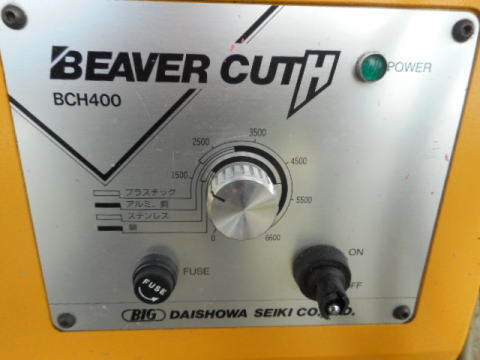 BEAVER CUT H
POWER
BCH400
3500
2500
4500
1500
プラスチック
アルミ、銅
ステンレス
5500
鋼
0
6600
ON
FUSE
FUSE
OFF
BIG DAISHOWA SEIKI CO., LTD.